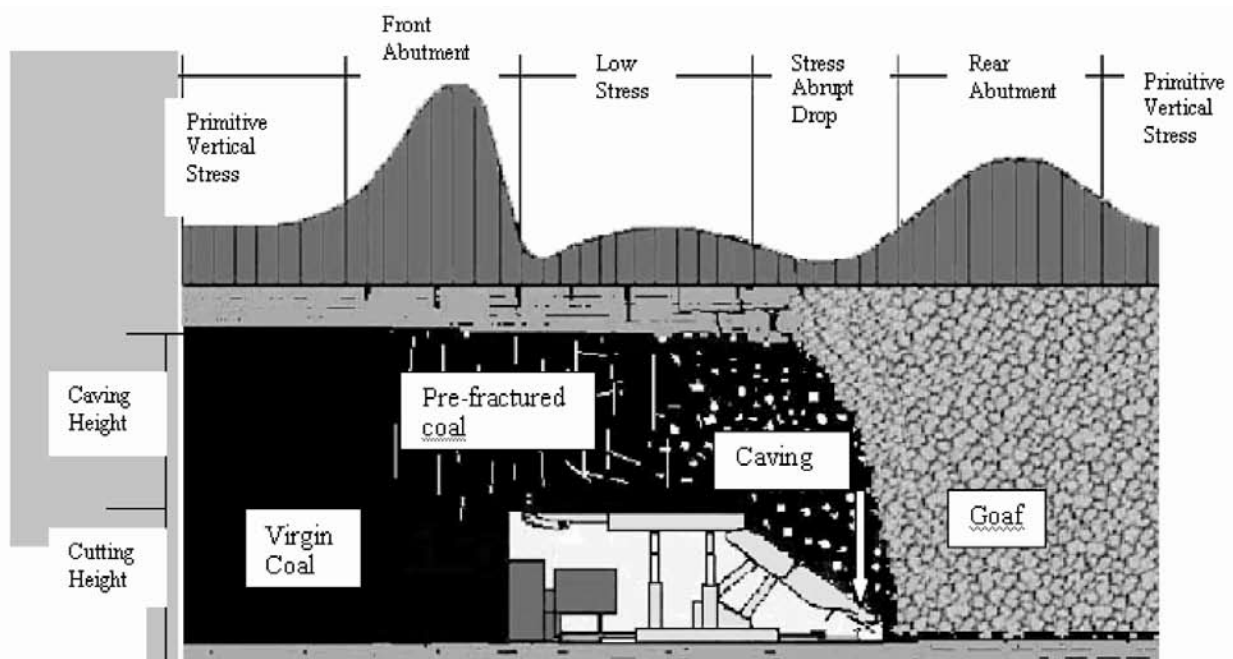 Front
Abutment
Low
Stress
Stress
Abrupt
Drop
Rear
Abutment
Primitive
Vertical
Stress
Primitive
Vertical
Stress
Caving
Height
Pre-fractured
coal
Caving
Goaf
Virgin
Coal
Cutting
Height